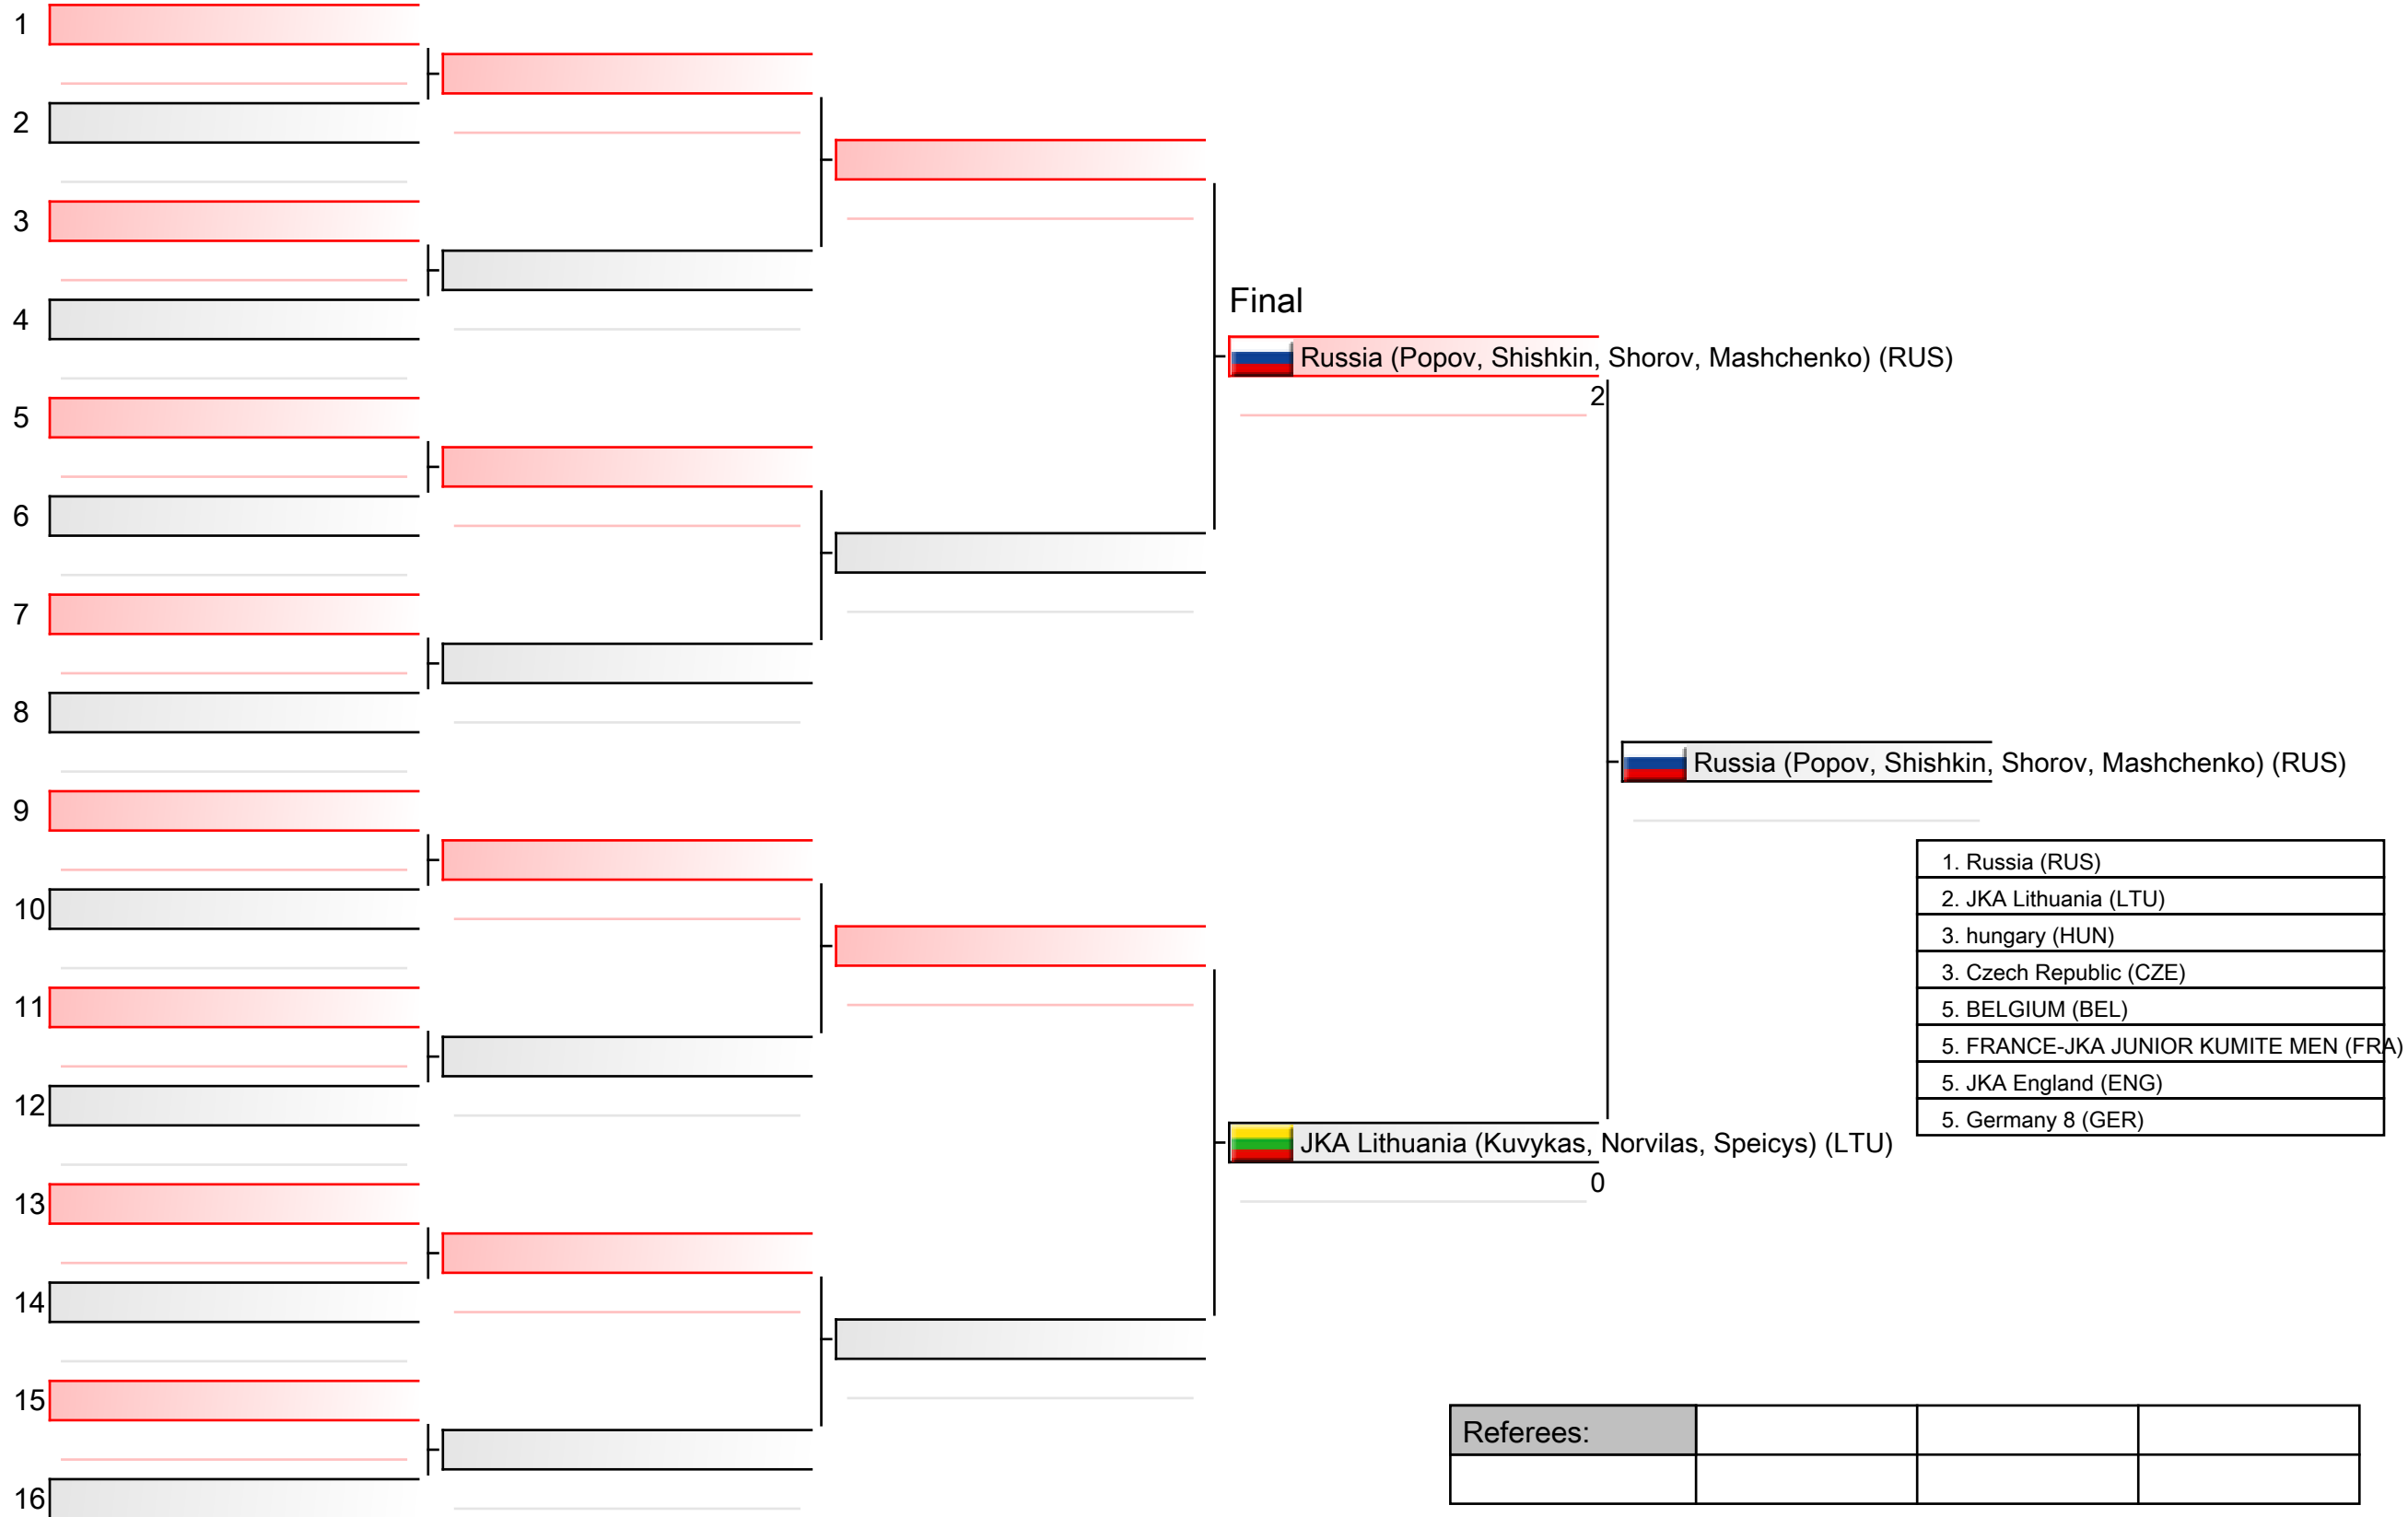 1
2
3
4
5
6
7
8
9
10
11
12
13
14
15
16
Final
Russia (Popov, Shishkin, Shorov, Mashchenko) (RUS)
2
JKA Lithuania (Kuvykas, Norvilas, Speicys) (LTU)
0
Russia (Popov, Shishkin, Shorov, Mashchenko) (RUS)
1. Russia (RUS)
2. JKA Lithuania (LTU)
3. hungary (HUN)
3. Czech Republic (CZE)
5. BELGIUM (BEL)
5. FRANCE-JKA JUNIOR KUMITE MEN (FRA)
5. JKA England (ENG)
5. Germany 8 (GER)
Referees: